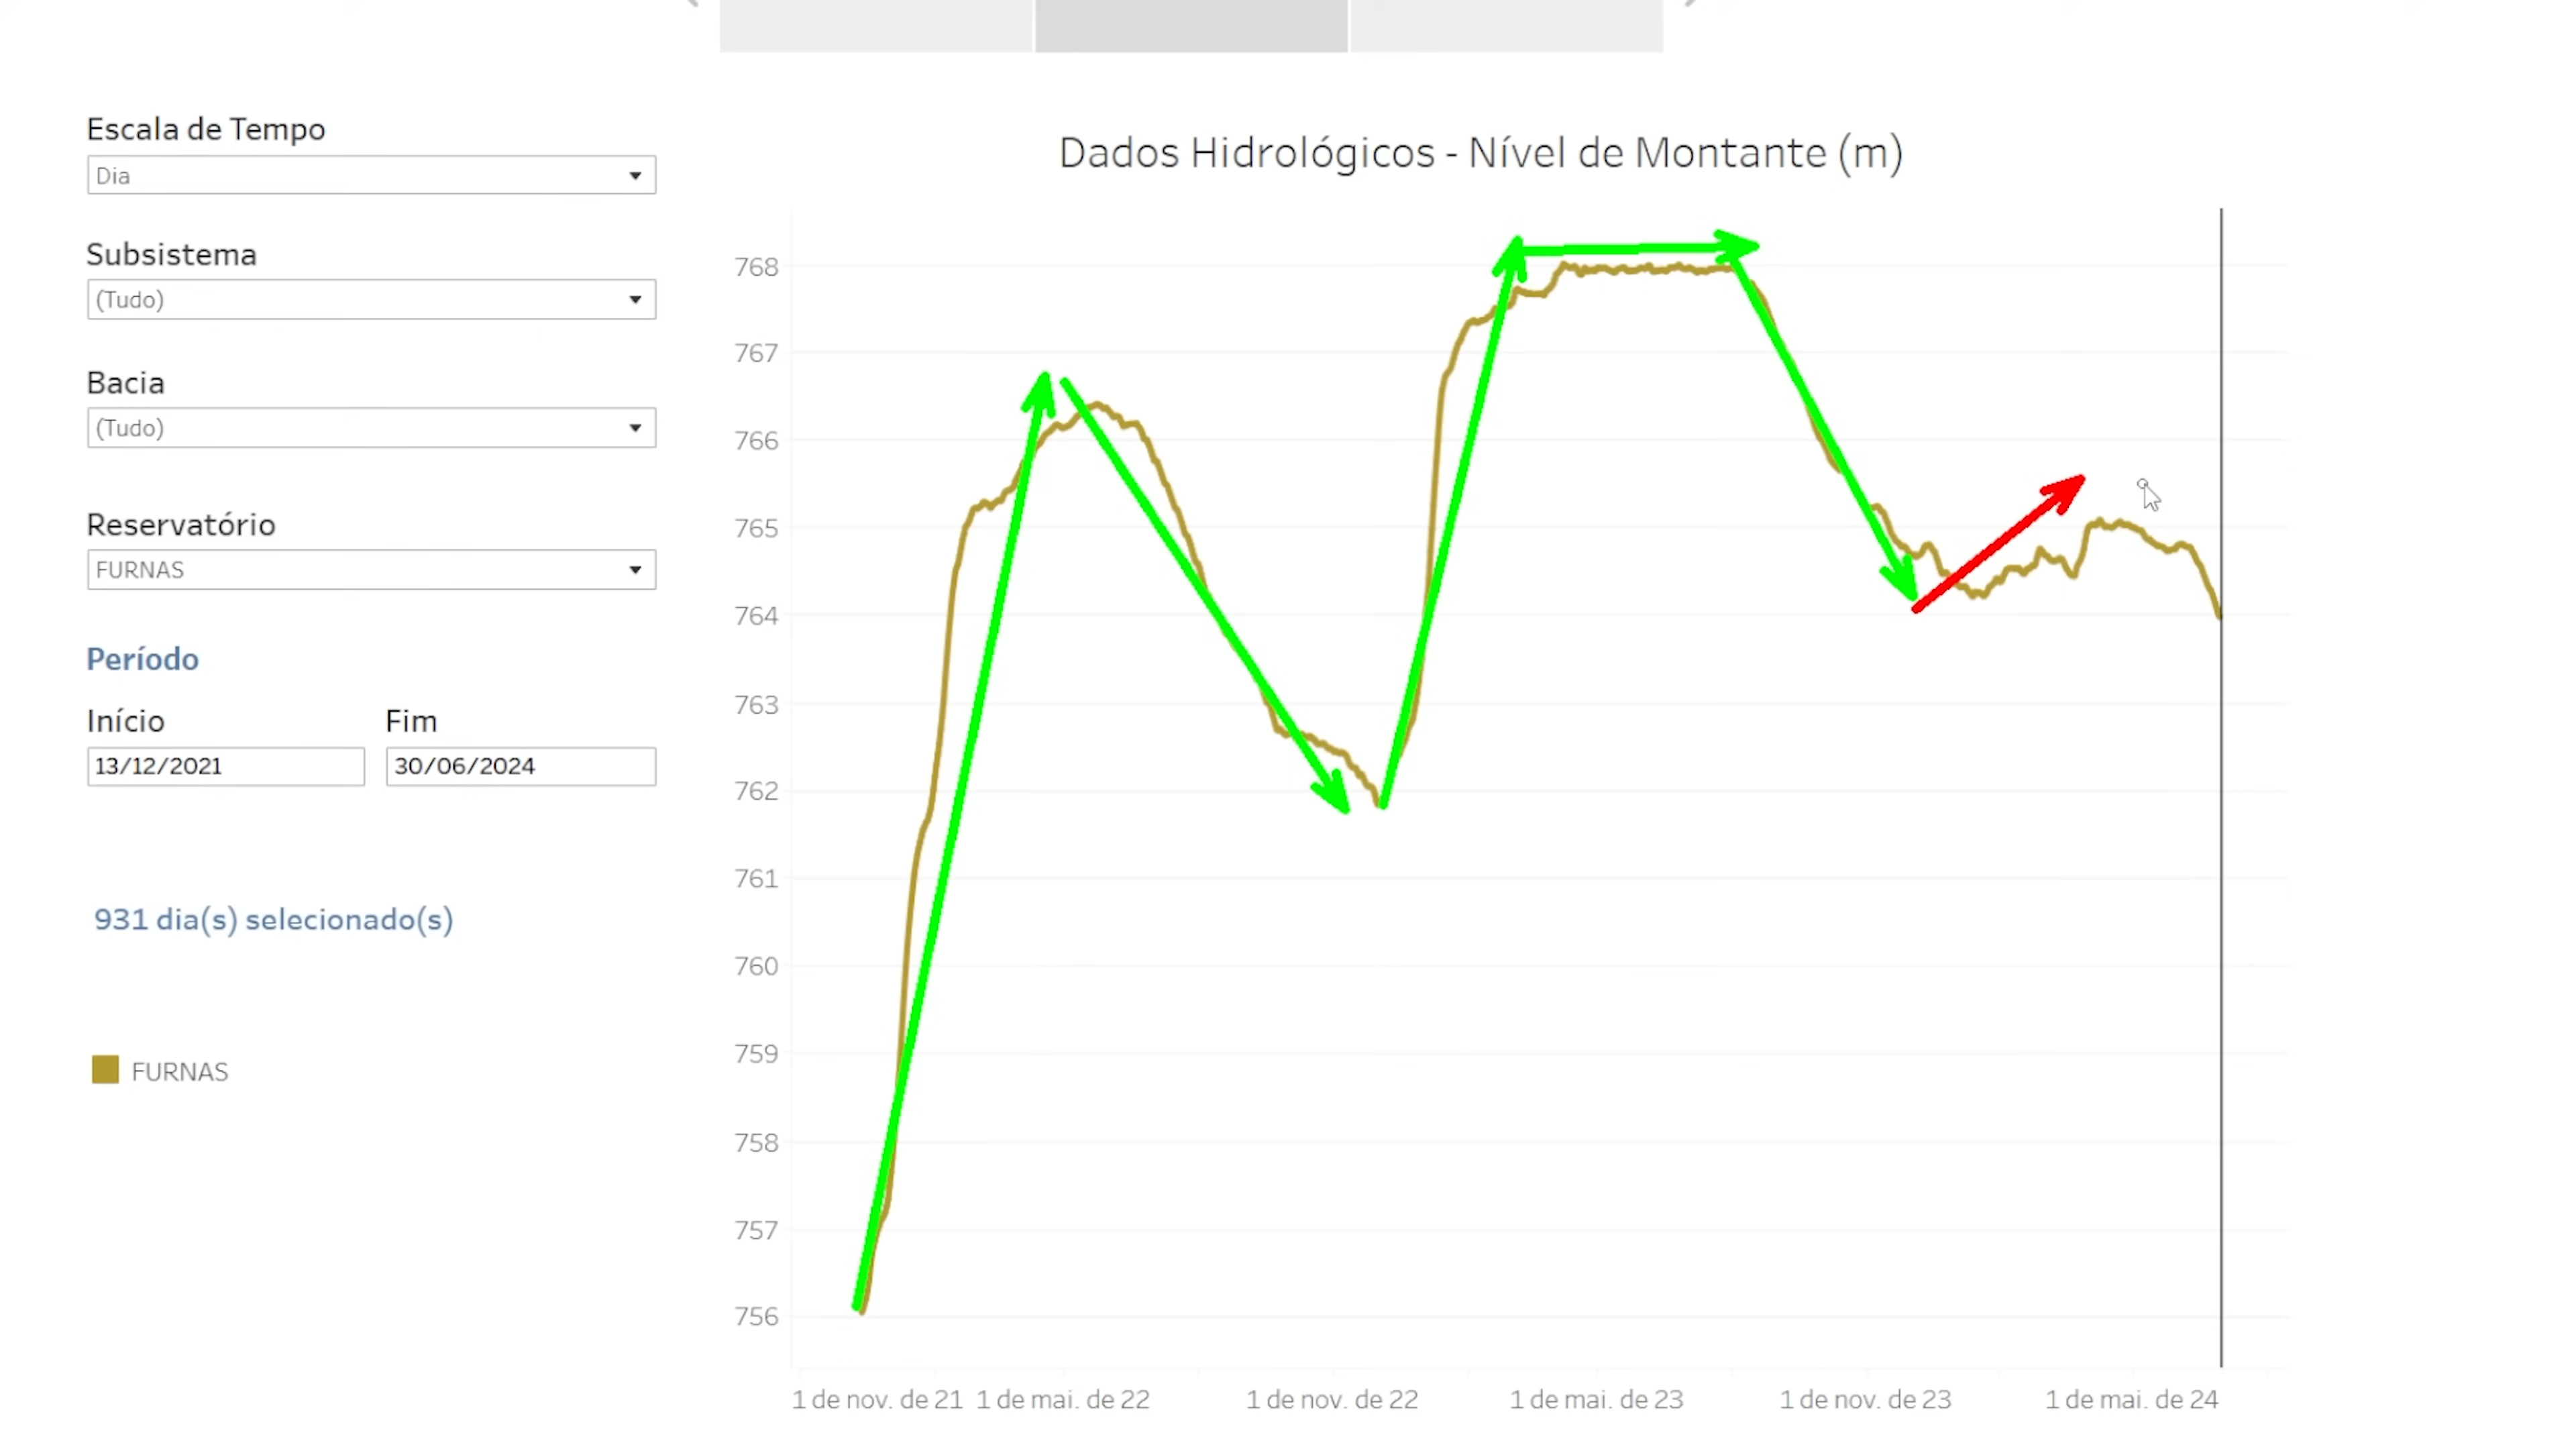 Escala de Tempo
Dia
Subsistema
(Tudo)
Bacia
(Tudo)
Reservatório
FURNAS
Período
Início Fim
13/12/2021 30/06/2024
931 dia(s) selecionado(s)
FURNAS
Dados Hidrológicos - Nível de Montante (m)
768
767
766
765
764
763
762
761
760
759
758
757
756
1 de nov. de 21 1 de mai. de 22 1 de nov. de 22 1 de mai. de 23 1 de nov. de 23 1 de mai. de 24